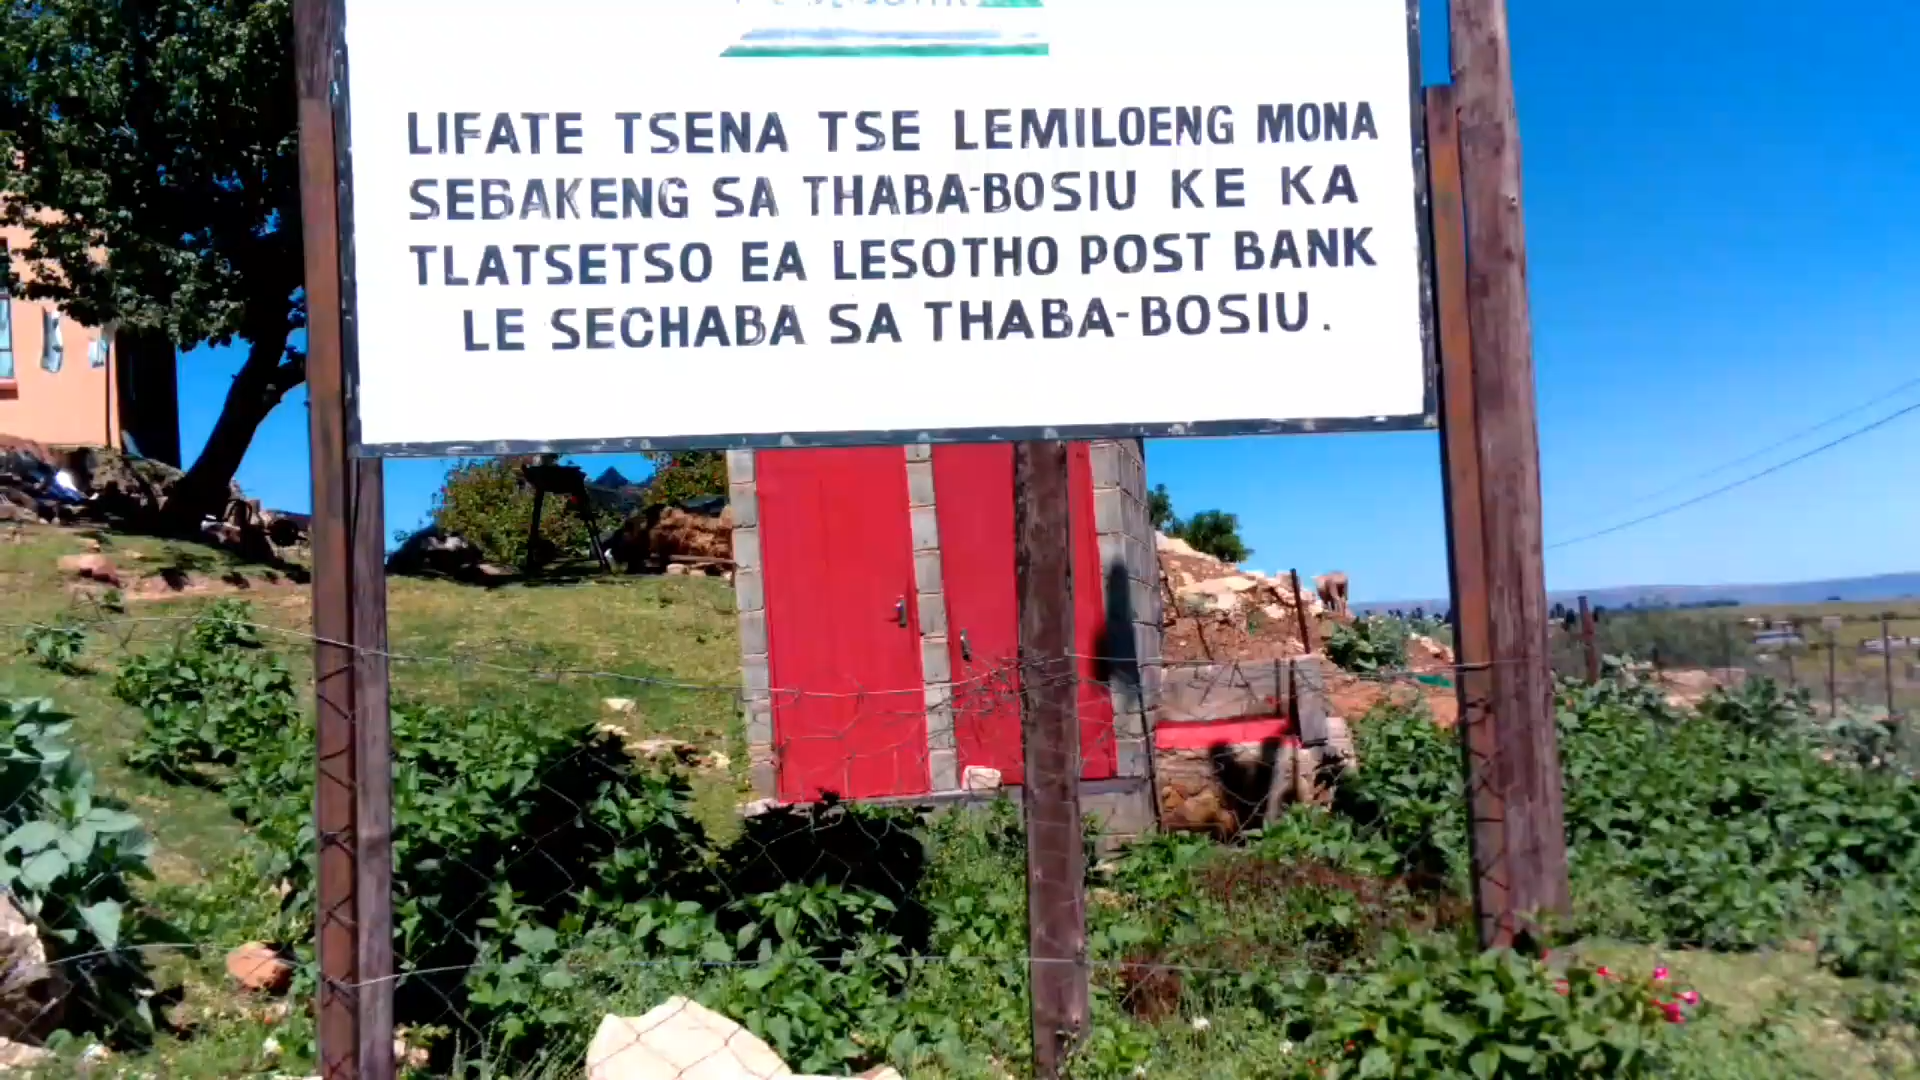 LIFATE TSENA TSE LEMILOENG MONA
SEBAKENG SA THABA-BOSIU KE KA
TLATSETSO EA LESOTHO POST BANK
LE SECHABA SA THABA-BOSIU.